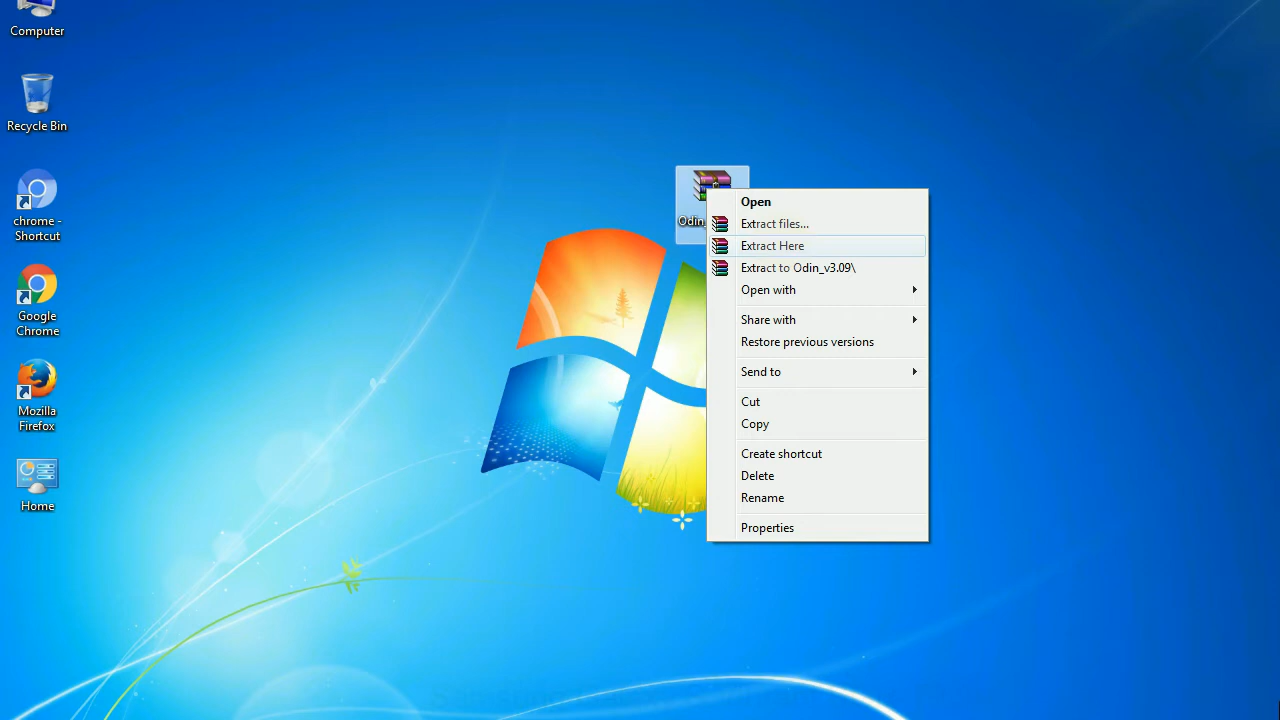 Computer
Recycle Bin
chrome -
Shortcut
Google
Chrome
Mozilla
Firefox
Home
Open
Extract files...
Extract Here
Extract to Odin_v3.09\
Open with
Share with
Restore previous versions
Send to
Cut
Copy
Create shortcut
Delete
Rename
Properties